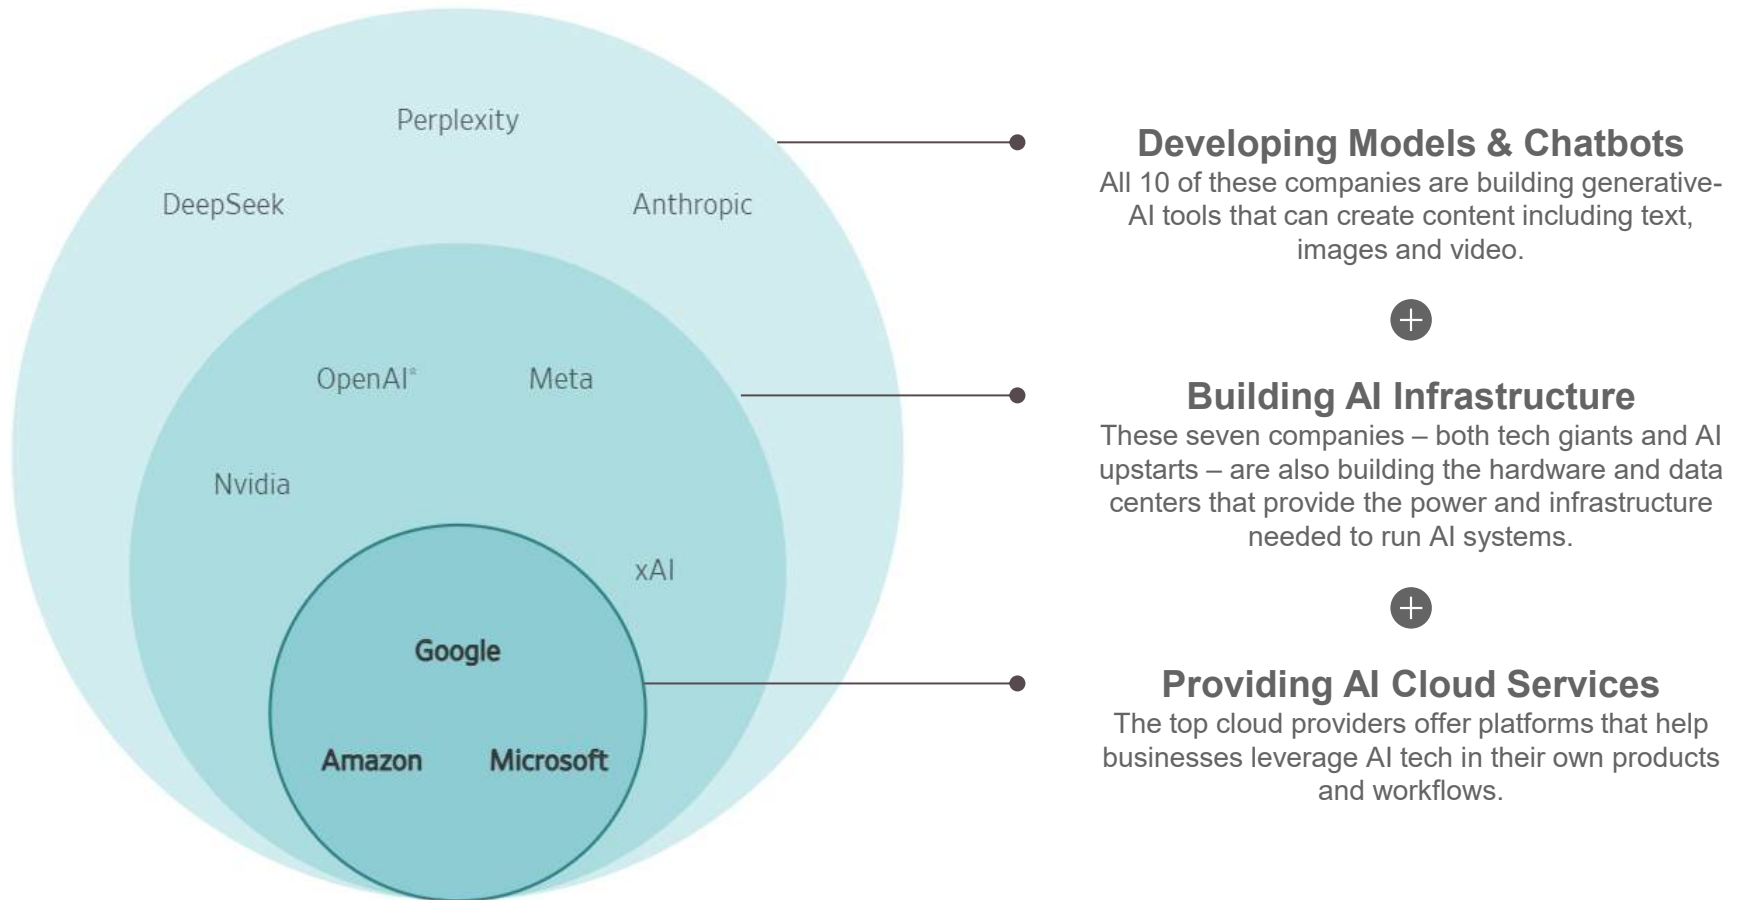 Perplexity
DeepSeek
Anthropic
OpenAI*
Meta
Nvidia
xAI
Google
Amazon
Microsoft
Developing Models & Chatbots
All 10 of these companies are building generative-
AI tools that can create content including text,
images and video.
Building AI Infrastructure
These seven companies – both tech giants and AI
upstarts – are also building the hardware and data
centers that provide the power and infrastructure
needed to run AI systems.
Providing AI Cloud Services
The top cloud providers offer platforms that help
businesses leverage AI tech in their own products
and workflows.